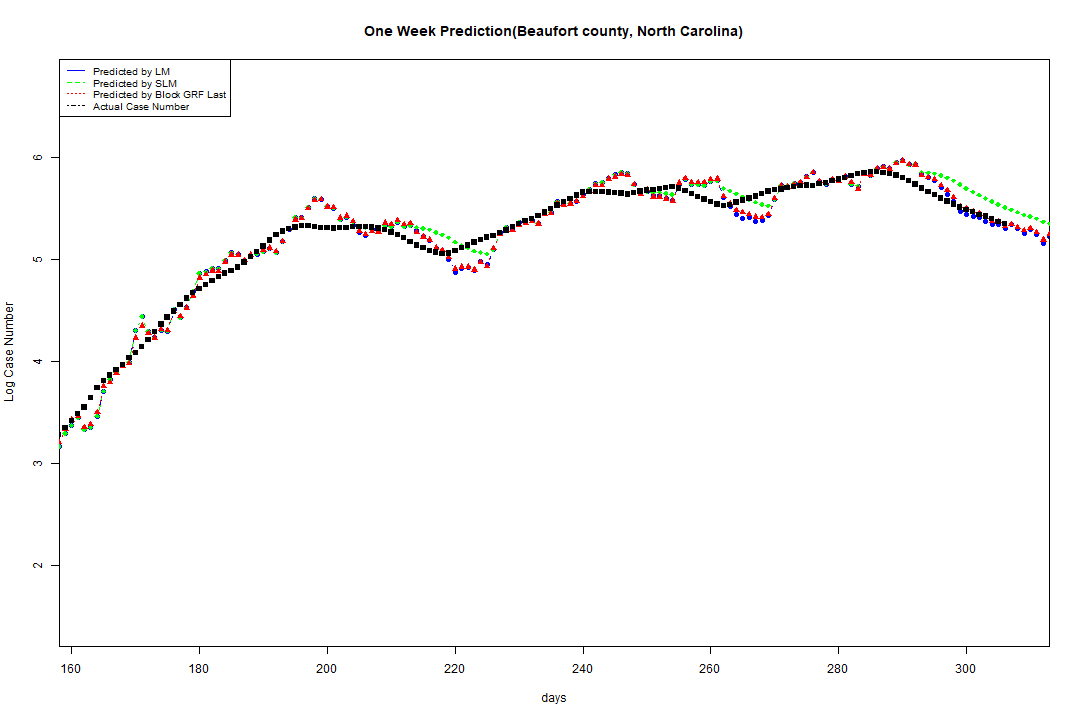 One Week Prediction(Beaufort county, North Carolina)
Predicted by LM
Predicted by SLM
Predicted by Block GRF Last
Actual Case Number
6
5
4
3
2
Log Case Number
160 180 200 220 240 260 280 300
days